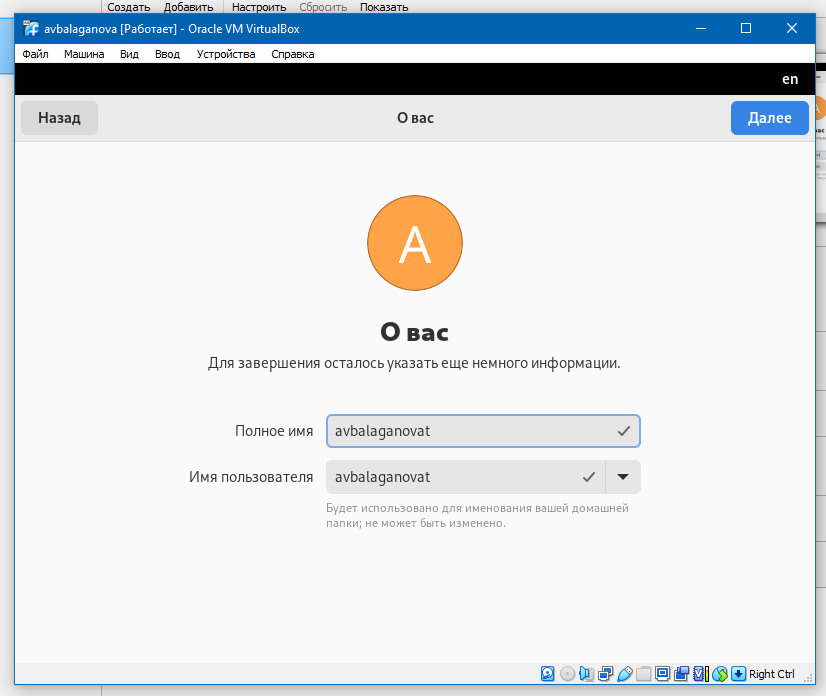 Создать Добавить Настроить Сбросить Показать
avbalaganova [Работает] - Oracle VM VirtualBox
Файл Машина Вид Ввод Устройства Справка
en
Назад О вас Далее
A
О вас
Для завершения осталось указать еще немного информации.
Полное имя avbalaganovat
Имя пользователя avbalaganovat
Будет использовано для именования вашей домашней
папки; не может быть изменено.
Right Ctrl